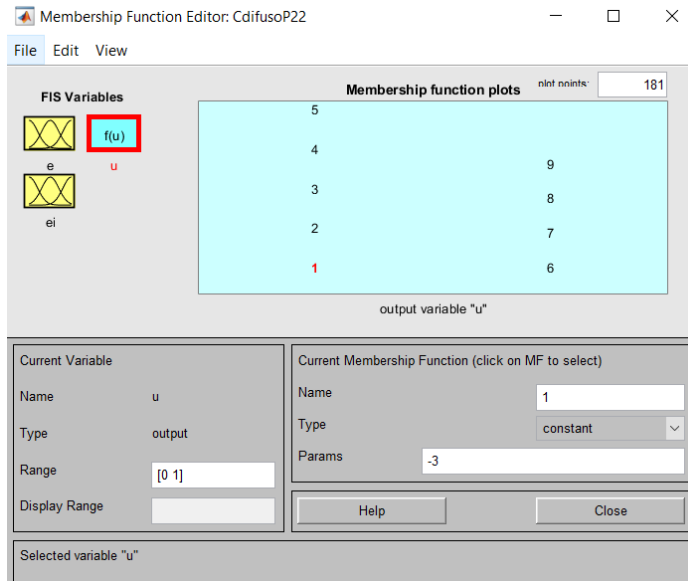 Membership Function Editor: CdifusoP22
File Edit View
FIS Variables
f(u)
e
u
ei
Membership function plots
plot points:
181
5
4
3
2
1
9
8
7
6
output variable "u"
Current Variable
Name u
Type output
Range [0 1]
Display Range
Current Membership Function (click on MF to select)
Name 1
Type constant
Params -3
Help Close
Selected variable "u"